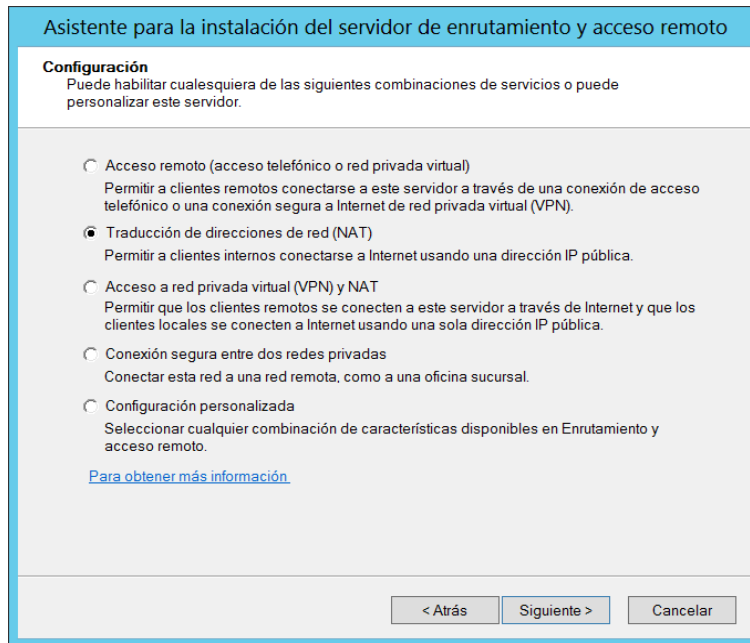 Asistente para la instalación del servidor de enrutamiento y acceso remoto
Configuración
Puede habilitar cualesquiera de las siguientes combinaciones de servicios o puede
personalizar este servidor.
Acceso remoto (acceso telefónico o red privada virtual)
Permitir a clientes remotos conectarse a este servidor a través de una conexión de acceso
telefónico o una conexión segura a Internet de red privada virtual (VPN).
Traducción de direcciones de red (NAT)
Permitir a clientes internos conectarse a Internet usando una dirección IP pública.
Acceso a red privada virtual (VPN) y NAT
Permitir que los clientes remotos se conecten a este servidor a través de Internet y que los
clientes locales se conecten a Internet usando una sola dirección IP pública.
Conexión segura entre dos redes privadas
Conectar esta red a una red remota, como a una oficina sucursal.
Configuración personalizada
Seleccionar cualquier combinación de características disponibles en Enrutamiento y
acceso remoto.
Para obtener más información
< Atrás
Siguiente >
Cancelar